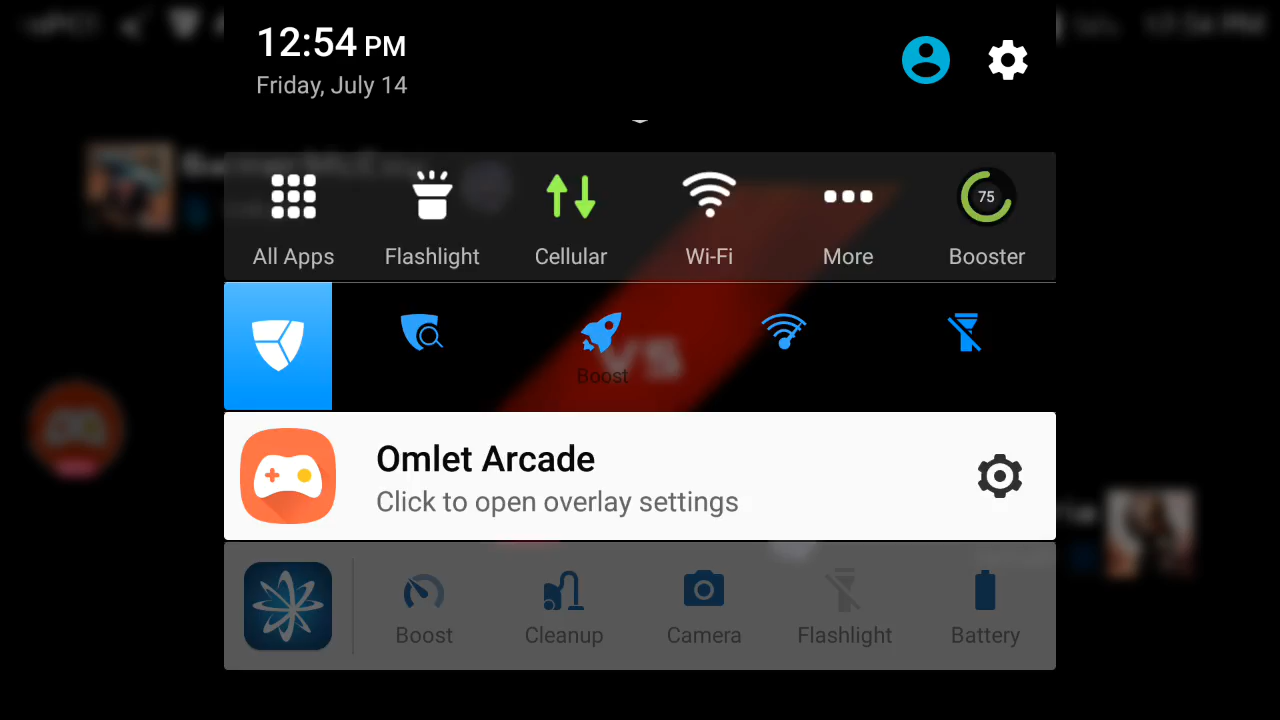 12:54 PM
Friday, July 14
All Apps
Flashlight
Cellular
Wi-Fi
More
75
Booster
VS
Boost
Omlet Arcade
Click to open overlay settings
Boost
Cleanup
Camera
Flashlight
Battery